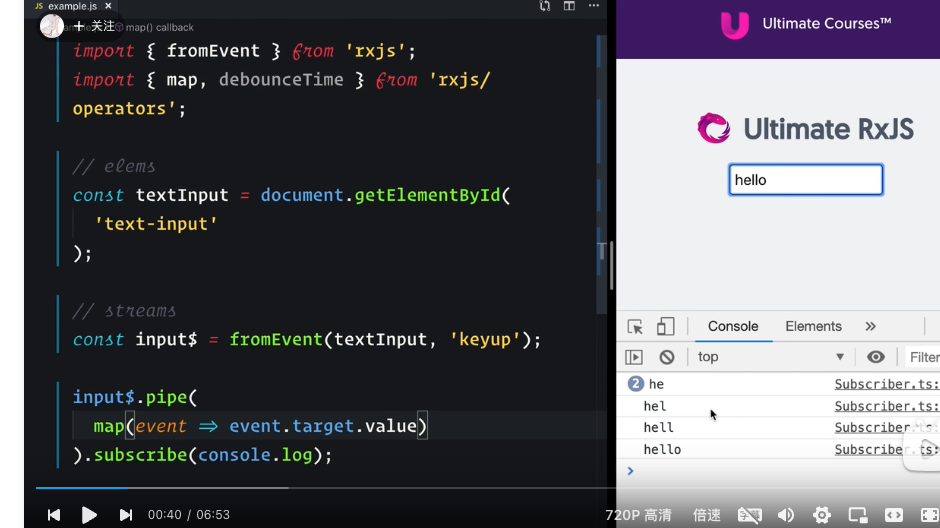 JS example.js × ···
+ 关注 map() callback
import { fromEvent } from 'rxjs';
import { map, debounceTime } from 'rxjs/
operators';
// elems
const textInput = document.getElementById(
'text-input'
);
// streams
const input$ = fromEvent(textInput, 'keyup');
input$.pipe(
map(event => event.target.value)
).subscribe(console.log);
Ultimate Courses™
Ultimate RxJS
hello
Console Elements »
top ▼ Filter
2 he Subscriber.ts:
hel Subscriber.ts:
hell Subscriber.ts:
hello Subscriber.ts:
>
00:40 / 06:53 720P 高清 倍速